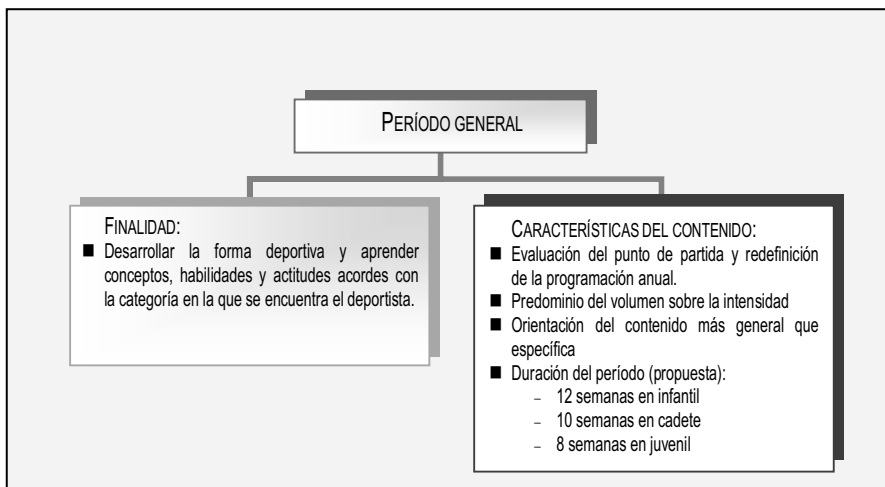 PERÍODO GENERAL
FINALIDAD:
■ Desarrollar la forma deportiva y aprender
conceptos, habilidades y actitudes acordes con
la categoría en la que se encuentra el deportista.
CARACTERÍSTICAS DEL CONTENIDO:
■ Evaluación del punto de partida y redefinición
de la programación anual.
■ Predominio del volumen sobre la intensidad
■ Orientación del contenido más general que
específica
■ Duración del período (propuesta):
– 12 semanas en infantil
– 10 semanas en cadete
– 8 semanas en juvenil